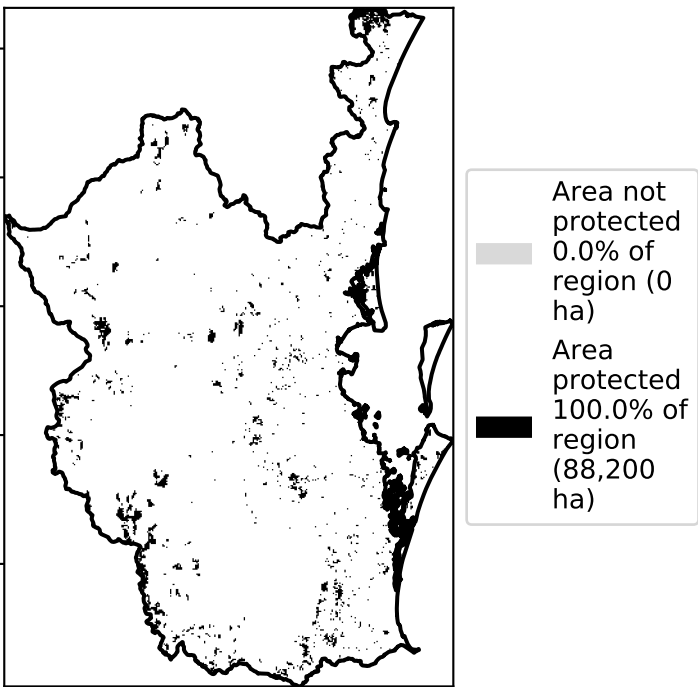 Area not
protected
0.0% of
region (0
ha)
Area
protected
100.0% of
region
(88,200
ha)